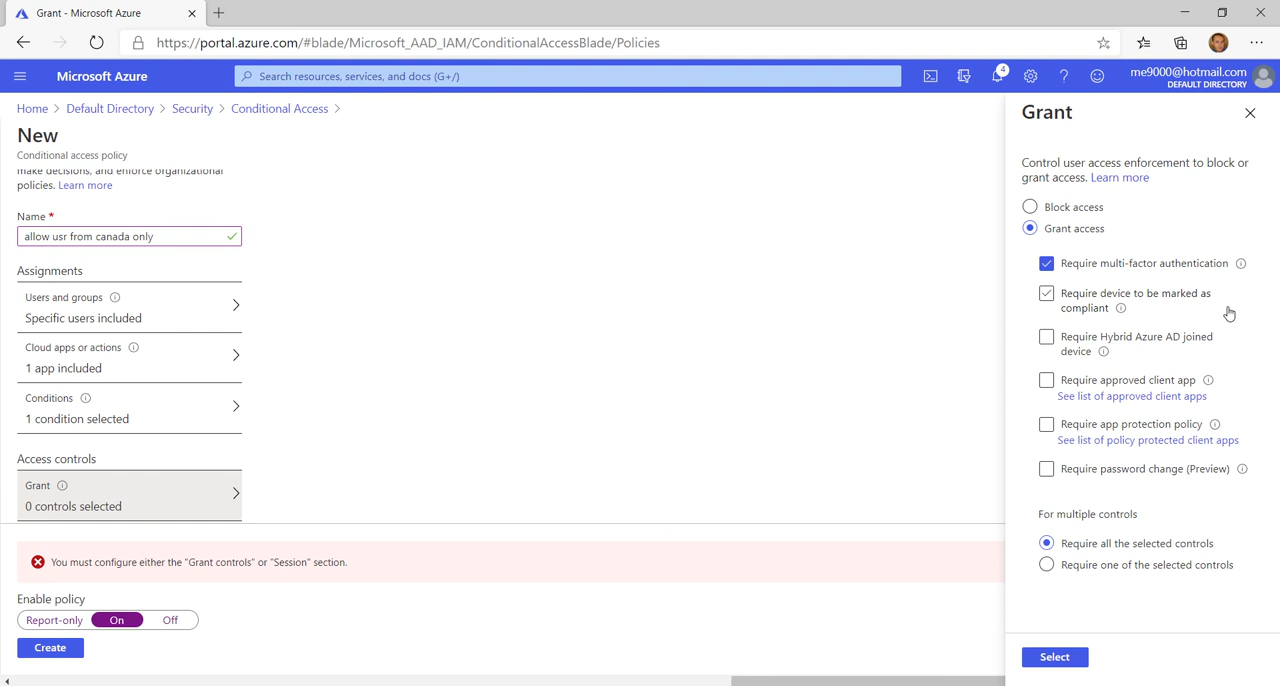 Grant - Microsoft Azure
https://portal.azure.com/#blade/Microsoft_AAD_IAM/ConditionalAccessBlade/Policies
Microsoft Azure
Search resources, services, and docs (G+/)
4
me9000@hotmail.com
DEFAULT DIRECTORY
Home > Default Directory > Security > Conditional Access >
New
Conditional access policy
make decisions, and enforce organizational
policies. Learn more
Name *
allow usr from canada only
Assignments
Users and groups
Specific users included
Cloud apps or actions
1 app included
Conditions
1 condition selected
Access controls
Grant
0 controls selected
You must configure either the "Grant controls" or "Session" section.
Enable policy
Report-only On Off
Create
Grant
Control user access enforcement to block or
grant access. Learn more
Block access
Grant access
Require multi-factor authentication
Require device to be marked as
compliant
Require Hybrid Azure AD joined
device
Require approved client app
See list of approved client apps
Require app protection policy
See list of policy protected client apps
Require password change (Preview)
For multiple controls
Require all the selected controls
Require one of the selected controls
Select